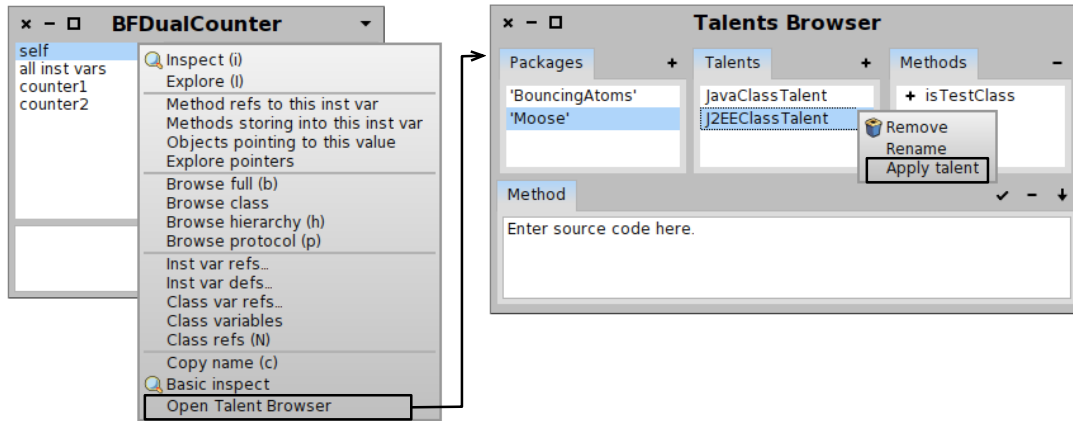 BFDualCounter
self
all inst vars
counter1
counter2
Inspect (i)
Explore (I)
Method refs to this inst var
Methods storing into this inst var
Objects pointing to this value
Explore pointers
Browse full (b)
Browse class
Browse hierarchy (h)
Browse protocol (p)
Inst var refs...
Inst var defs...
Class var refs...
Class variables
Class refs (N)
Copy name (c)
Basic inspect
Open Talent Browser
Talents Browser
Packages
Talents
Methods
'BouncingAtoms'
'Moose'
JavaClassTalent
J2EEClassTalent
+ isTestClass
Remove
Rename
Apply talent
Method
Enter source code here.